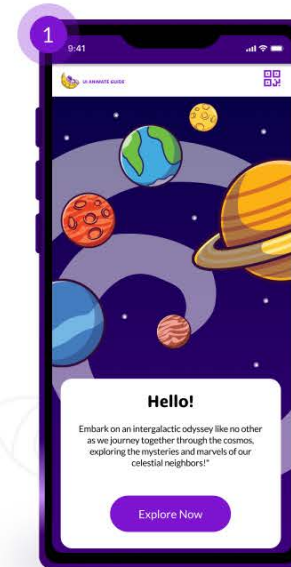 1
9:41
UI ANIMATE GUIDE
Hello!
Embark on an intergalactic odyssey like no other
as we journey together through the cosmos,
exploring the mysteries and marvels of our
celestial neighbors!"
Explore Now